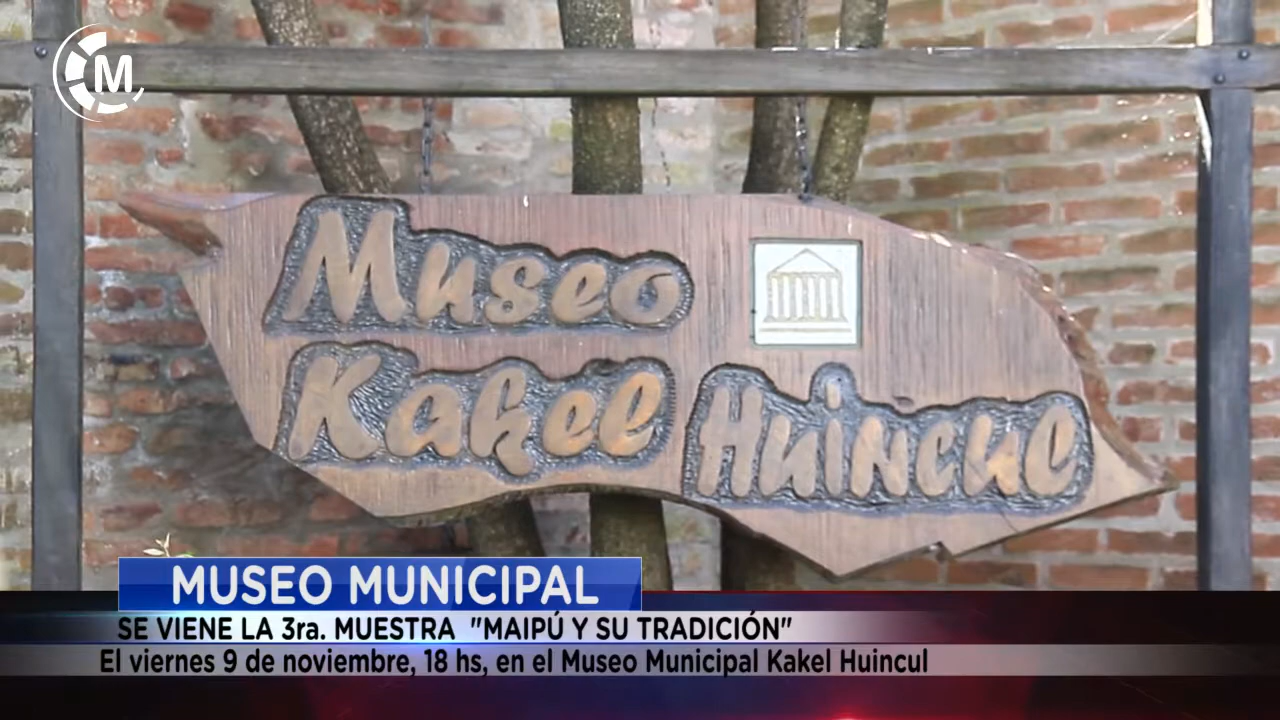 M
Museo
Kakel Huincul
MUSEO MUNICIPAL
SE VIENE LA 3ra. MUESTRA "MAIPÚ Y SU TRADICIÓN"
El viernes 9 de noviembre, 18 hs, en el Museo Municipal Kakel Huincul